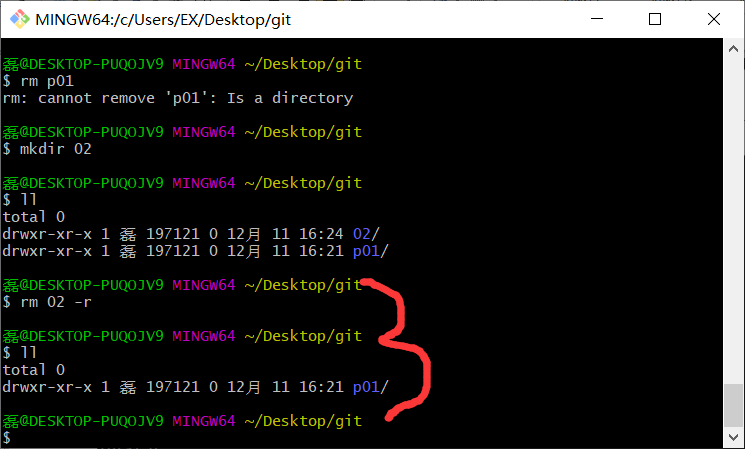 MINGW64:/c/Users/EX/Desktop/git
磊@DESKTOP-PUQOJV9 MINGW64 ~/Desktop/git
$ rm p01
rm: cannot remove 'p01': Is a directory
磊@DESKTOP-PUQOJV9 MINGW64 ~/Desktop/git
$ mkdir 02
磊@DESKTOP-PUQOJV9 MINGW64 ~/Desktop/git
$ ll
total 0
drwxr-xr-x 1 磊 197121 0 12月 11 16:24 02/
drwxr-xr-x 1 磊 197121 0 12月 11 16:21 p01/
磊@DESKTOP-PUQOJV9 MINGW64 ~/Desktop/git
$ rm 02 -r
磊@DESKTOP-PUQOJV9 MINGW64 ~/Desktop/git
$ ll
total 0
drwxr-xr-x 1 磊 197121 0 12月 11 16:21 p01/
磊@DESKTOP-PUQOJV9 MINGW64 ~/Desktop/git
$